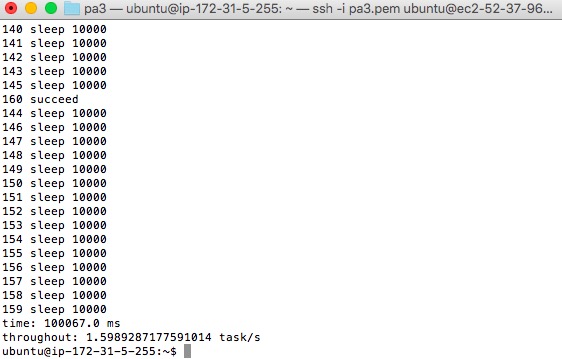 pa3 — ubuntu@ip-172-31-5-255: ~ — ssh -i pa3.pem ubuntu@ec2-52-37-96...
140 sleep 10000
141 sleep 10000
142 sleep 10000
143 sleep 10000
145 sleep 10000
160 succeed
144 sleep 10000
146 sleep 10000
147 sleep 10000
148 sleep 10000
149 sleep 10000
150 sleep 10000
151 sleep 10000
152 sleep 10000
153 sleep 10000
154 sleep 10000
155 sleep 10000
156 sleep 10000
157 sleep 10000
158 sleep 10000
159 sleep 10000
time: 100067.0 ms
throughout: 1.5989287177591014 task/s
ubuntu@ip-172-31-5-255:~$